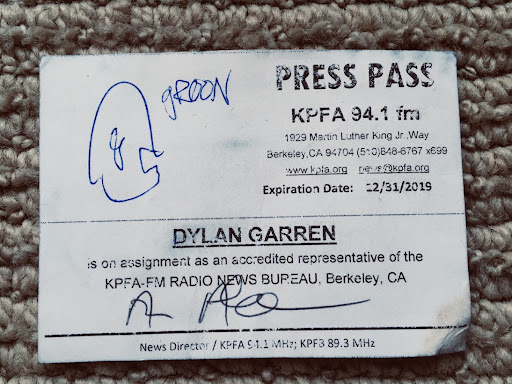 gROON
PRESS PASS
KPFA 94.1 fm
1929 Martin Luther King Jr.,Way
Berkeley,CA 94704 (510)848-6767 x699
www.kpfa.org news@kpfa.org
Expiration Date: 12/31/2019
DYLAN GARREN
is on assignment as an accredited representative of the
KPFA-FM RADIO NEWS BUREAU, Berkeley, CA
News Director / KPFA 94.1 MHz; KPFB 89.3 MHz